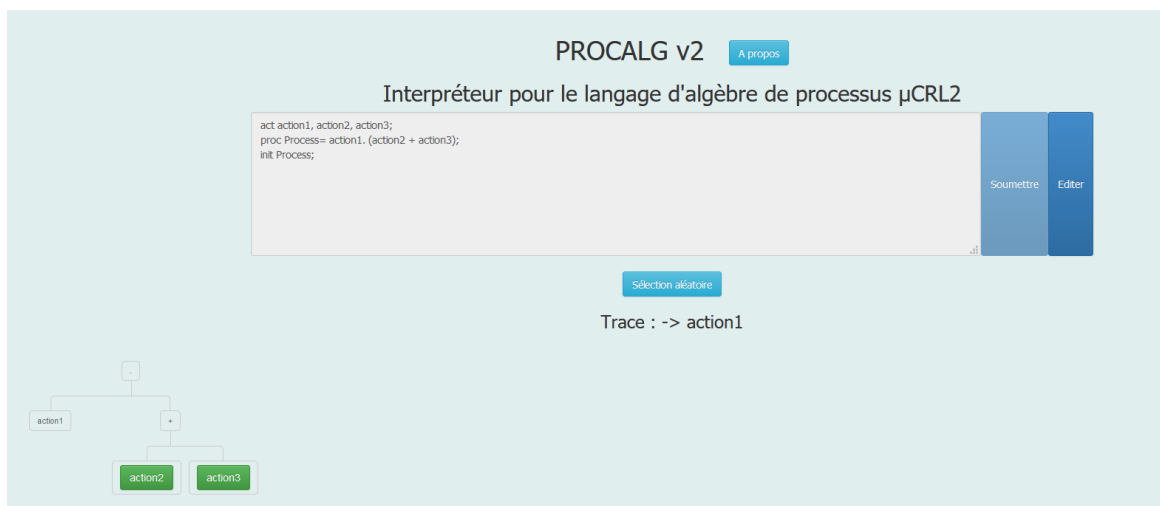 PROCALG v2 A propos
Interpréteur pour le langage d'algèbre de processus μCRL2
act action1, action2, action3;
proc Process= action1. (action2 + action3);
init Process;
Soumettre Editer
Sélection aléatoire
Trace : -> action1
.
action1 +
action2 action3